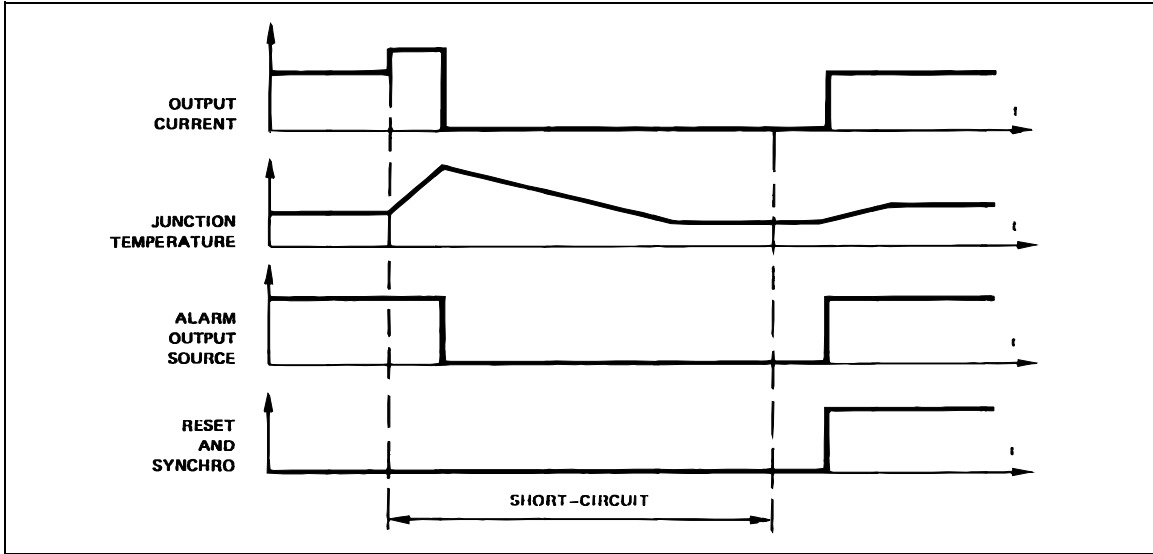 OUTPUT
CURRENT
t
JUNCTION
TEMPERATURE
t
ALARM
OUTPUT
SOURCE
t
RESET
AND
SYNCHRO
t
SHORT-CIRCUIT